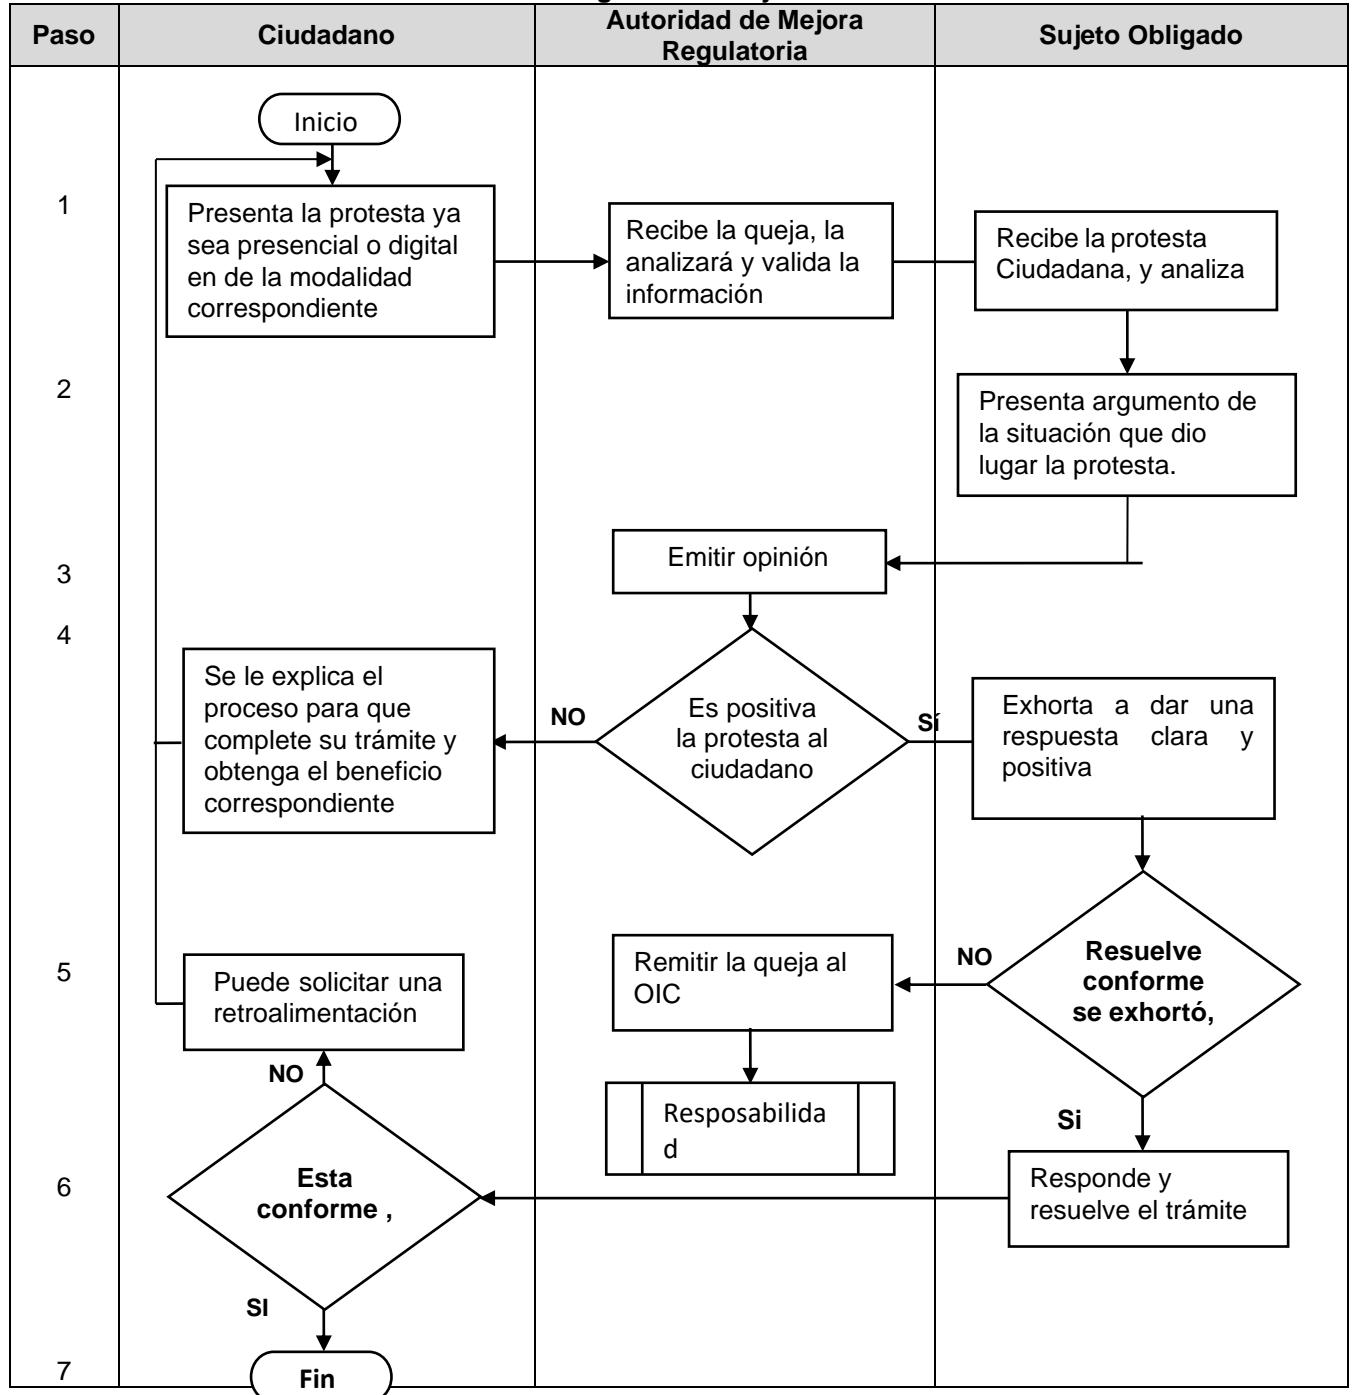 Paso
Ciudadano
Autoridad de Mejora
Regulatoria
Sujeto Obligado
Inicio
1
Presenta la protesta ya
sea presencial o digital
en de la modalidad
correspondiente
Recibe la queja, la
analizará y valida la
información
Recibe la protesta
Ciudadana, y analiza
2
Presenta argumento de
la situación que dio
lugar la protesta.
3
Emitir opinión
4
Se le explica el
proceso para que
complete su trámite y
obtenga el beneficio
correspondiente
NO
Es positiva
la protesta al
ciudadano
Sí
Exhorta a dar una
respuesta clara y
positiva
5
Puede solicitar una
retroalimentación
Remitir la queja al
OIC
NO
Resuelve
conforme
se exhortó,
NO
Resposabilida
d
Si
6
Esta
conforme ,
Responde y
resuelve el trámite
SI
7
Fin